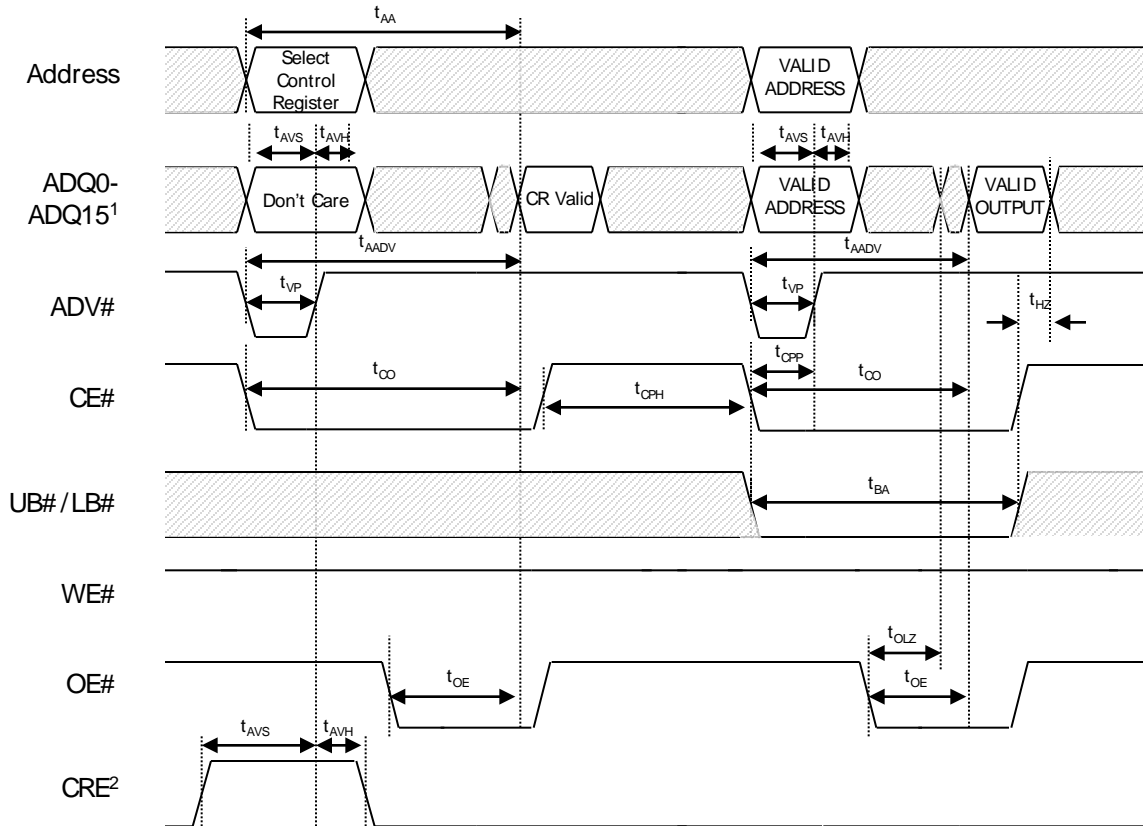 tAA
Address
Select
Control
Register
VALID
ADDRESS
tAVS
tAVH
tAVS
tAVH
ADQ0-
ADQ15¹
Don't Care
CR Valid
VALID
ADDRESS
VALID
OUTPUT
tAADV
tAADV
ADV#
tVP
tVP
tHZ
tCPP
CE#
tCO
tCPH
tCO
UB# / LB#
tBA
WE#
tOLZ
OE#
tOE
tOE
tAVS
tAVH
CRE²